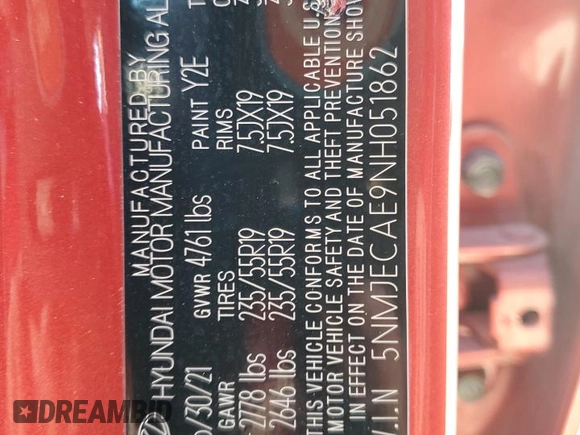 MANUFACTURED BY
HYUNDAI MOTOR MANUFACTURING AL
/30/21 GVWR 4761 lbs PAINT Y2E
GAWR TIRES RIMS
2778 lbs 235/55R19 7.5JX19
2646 lbs 235/55R19 7.5JX19
THIS VEHICLE CONFORMS TO ALL APPLICABLE U.S
MOTOR VEHICLE SAFETY AND THEFT PREVENTION
IN EFFECT ON THE DATE OF MANUFACTURE SHOW
V.I.N 5NMJECAE9NH051862
DREAMBID